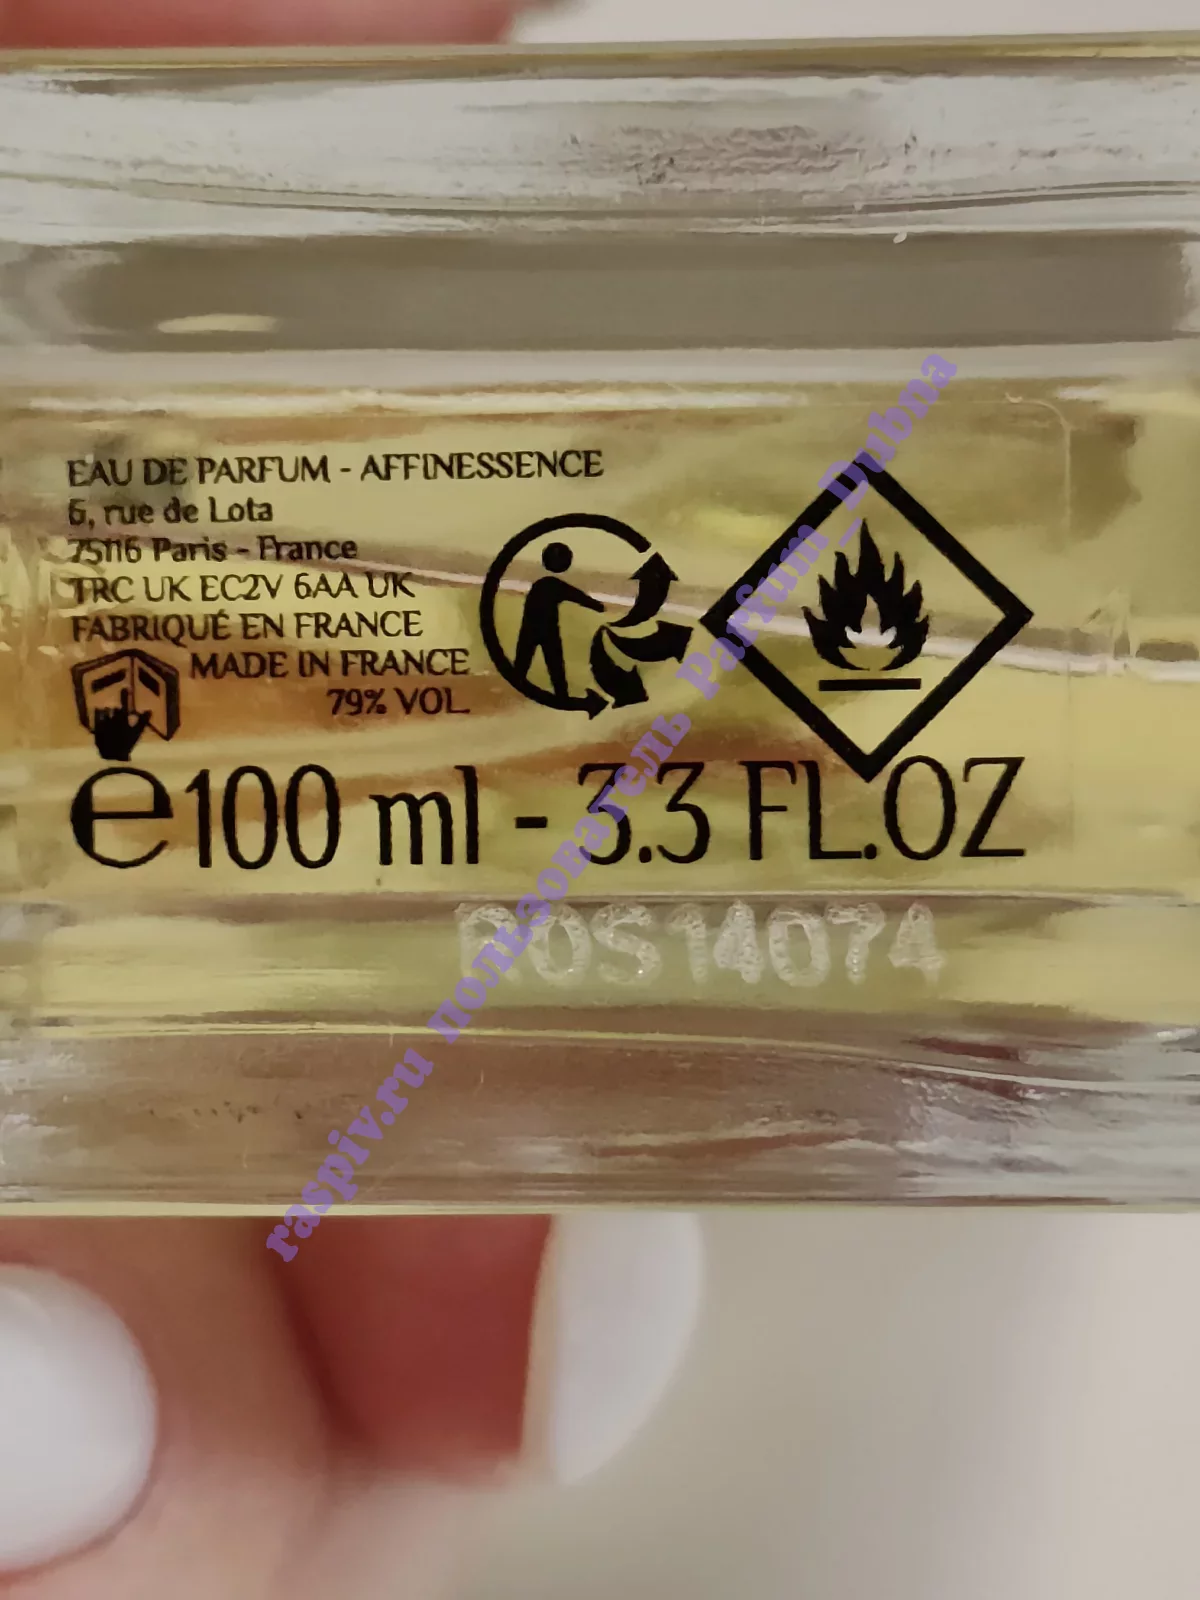 EAU DE PARFUM - AFFINESSENCE
6, rue de Lota
75116 Paris - France
TRC UK EC2V 6AA UK
FABRIQUÉ EN FRANCE
MADE IN FRANCE
79% VOL
℮100 ml - 3.3 FL.OZ
ROS14074
raspiv.ru пользователь Parfum_Dubna